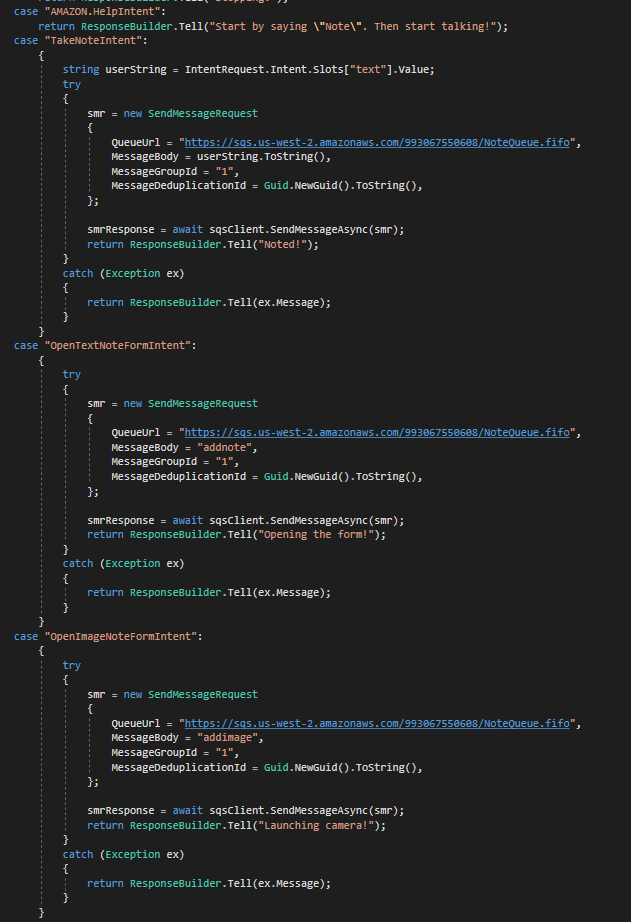 return ResponseBuilder.Tell("Stopping.");
case "AMAZON.HelpIntent":
return ResponseBuilder.Tell("Start by saying \"Note\". Then start talking!");
case "TakeNoteIntent":
{
string userString = IntentRequest.Intent.Slots["text"].Value;
try
{
smr = new SendMessageRequest
{
QueueUrl = "https://sqs.us-west-2.amazonaws.com/993067550608/NoteQueue.fifo",
MessageBody = userString.ToString(),
MessageGroupId = "1",
MessageDeduplicationId = Guid.NewGuid().ToString(),
};
smrResponse = await sqsClient.SendMessageAsync(smr);
return ResponseBuilder.Tell("Noted!");
}
catch (Exception ex)
{
return ResponseBuilder.Tell(ex.Message);
}
}
case "OpenTextNoteFormIntent":
{
try
{
smr = new SendMessageRequest
{
QueueUrl = "https://sqs.us-west-2.amazonaws.com/993067550608/NoteQueue.fifo",
MessageBody = "addnote",
MessageGroupId = "1",
MessageDeduplicationId = Guid.NewGuid().ToString(),
};
smrResponse = await sqsClient.SendMessageAsync(smr);
return ResponseBuilder.Tell("Opening the form!");
}
catch (Exception ex)
{
return ResponseBuilder.Tell(ex.Message);
}
}
case "OpenImageNoteFormIntent":
{
try
{
smr = new SendMessageRequest
{
QueueUrl = "https://sqs.us-west-2.amazonaws.com/993067550608/NoteQueue.fifo",
MessageBody = "addimage",
MessageGroupId = "1",
MessageDeduplicationId = Guid.NewGuid().ToString(),
};
smrResponse = await sqsClient.SendMessageAsync(smr);
return ResponseBuilder.Tell("Launching camera!");
}
catch (Exception ex)
{
return ResponseBuilder.Tell(ex.Message);
}
}